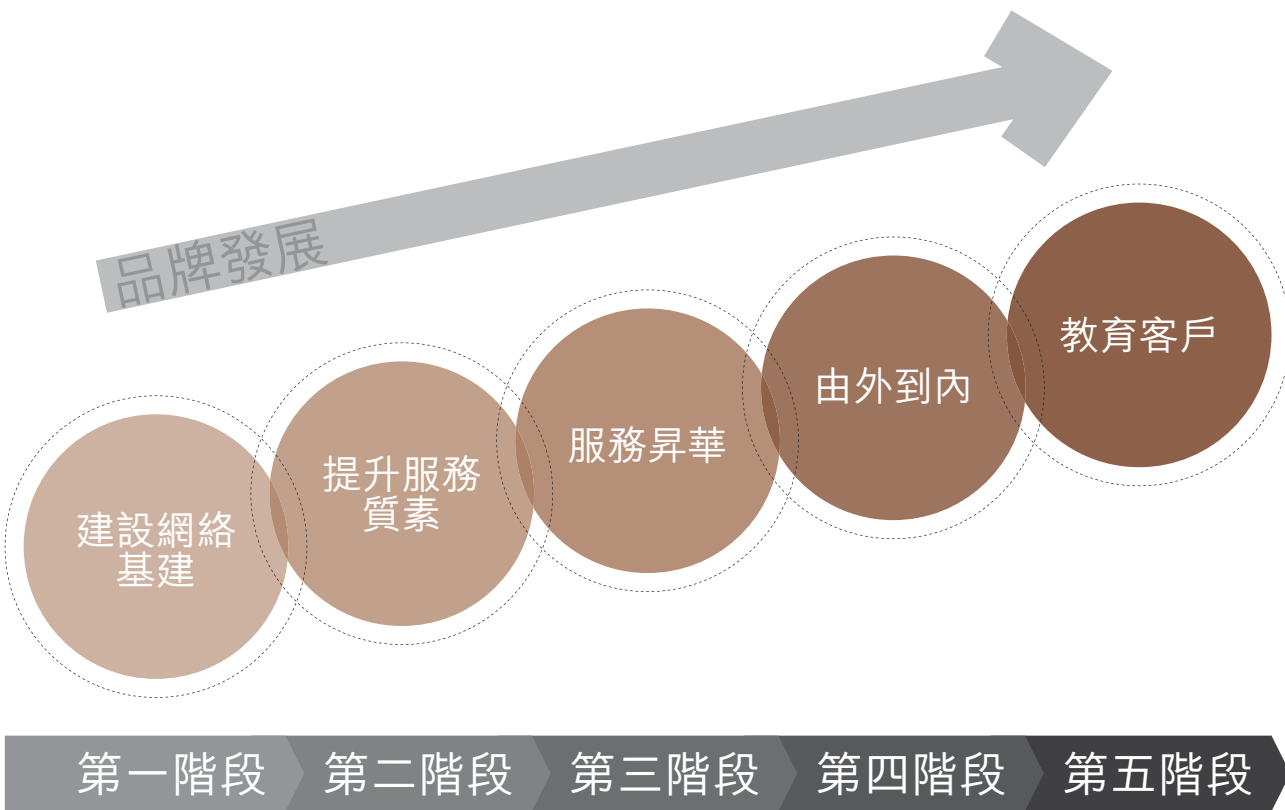 品牌發展
建設網絡
基建
提升服務
質素
服務昇華
由外到內
教育客戶
第一階段
第二階段
第三階段
第四階段
第五階段